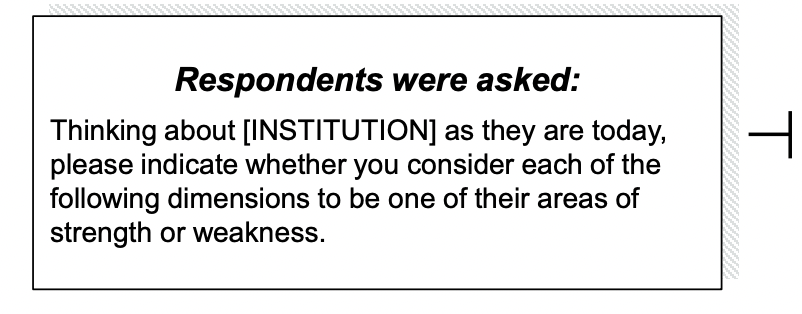 Respondents were asked:
Thinking about [INSTITUTION] as they are today,
please indicate whether you consider each of the
following dimensions to be one of their areas of
strength or weakness.